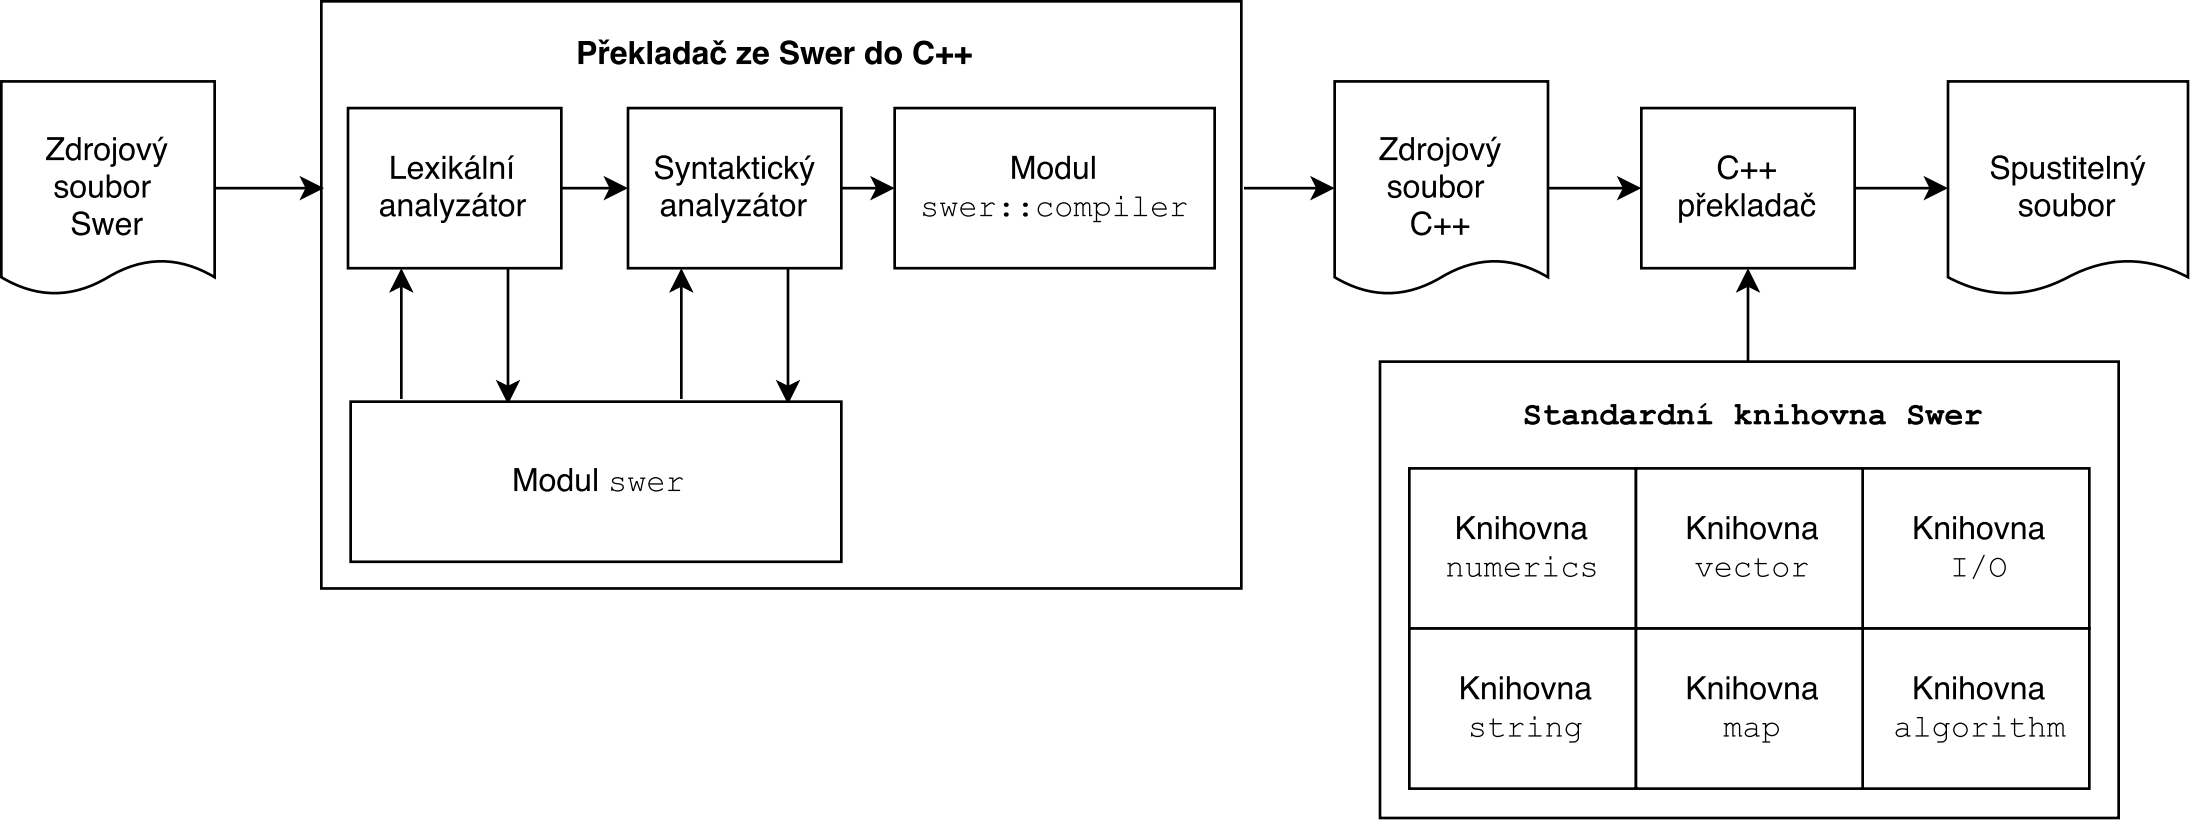 Překladač ze Swer do C++
Zdrojový
soubor
Swer
Lexikální
analyzátor
Syntaktický
analyzátor
Modul
swer::compiler
Modul swer
Zdrojový
soubor
C++
C++
překladač
Spustitelný
soubor
Standardní knihovna Swer
Knihovna
numerics
Knihovna
vector
Knihovna
I/O
Knihovna
string
Knihovna
map
Knihovna
algorithm